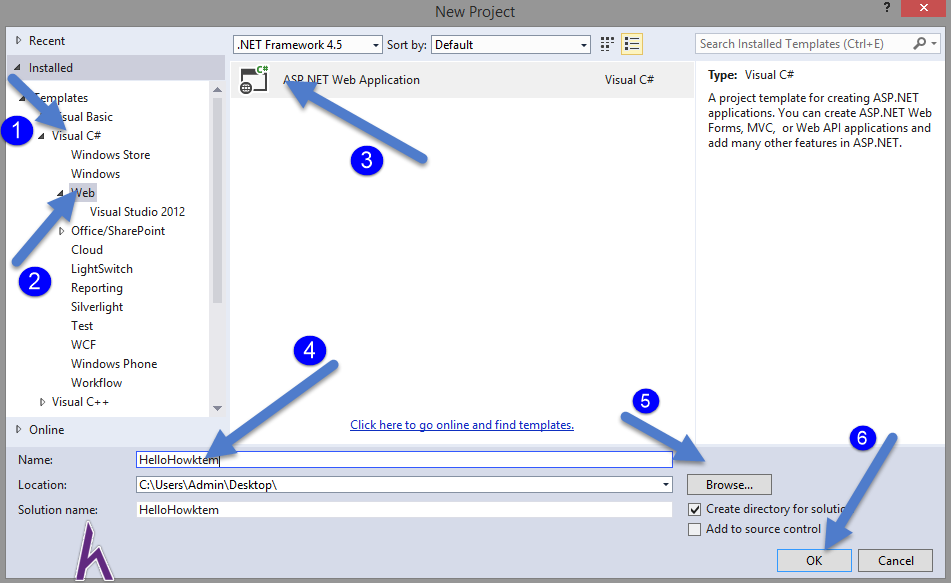 New Project
? ×
Recent
.NET Framework 4.5 Sort by: Default
Search Installed Templates (Ctrl+E)
Installed
Templates
Visual Basic
1
Visual C#
Windows Store
Windows
Web
Visual Studio 2012
Office/SharePoint
2
Cloud
LightSwitch
Reporting
Silverlight
Test
WCF
Windows Phone
Workflow
Visual C++
Online
C#
ASP.NET Web Application Visual C#
3
Type: Visual C#
A project template for creating ASP.NET
applications. You can create ASP.NET Web
Forms, MVC, or Web API applications and
add many other features in ASP.NET.
4
5
6
Click here to go online and find templates.
Name: HelloHowktem
Location: C:\Users\Admin\Desktop\ Browse...
Solution name: HelloHowktem
Create directory for solution
Add to source control
OK Cancel